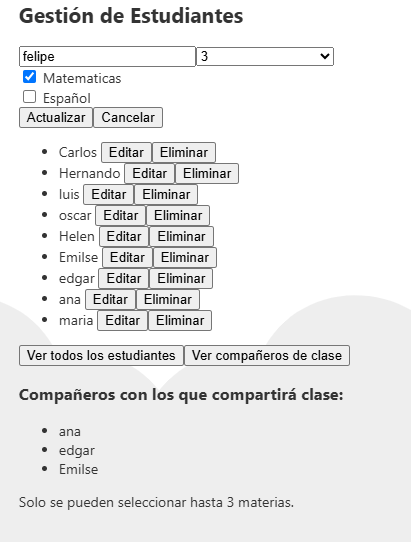 Gestión de Estudiantes
felipe 3
Matematicas
Español
Actualizar Cancelar
Carlos Editar Eliminar
Hernando Editar Eliminar
luis Editar Eliminar
oscar Editar Eliminar
Helen Editar Eliminar
Emilse Editar Eliminar
edgar Editar Eliminar
ana Editar Eliminar
maria Editar Eliminar
Ver todos los estudiantes Ver compañeros de clase
Compañeros con los que compartirá clase:
ana
edgar
Emilse
Solo se pueden seleccionar hasta 3 materias.